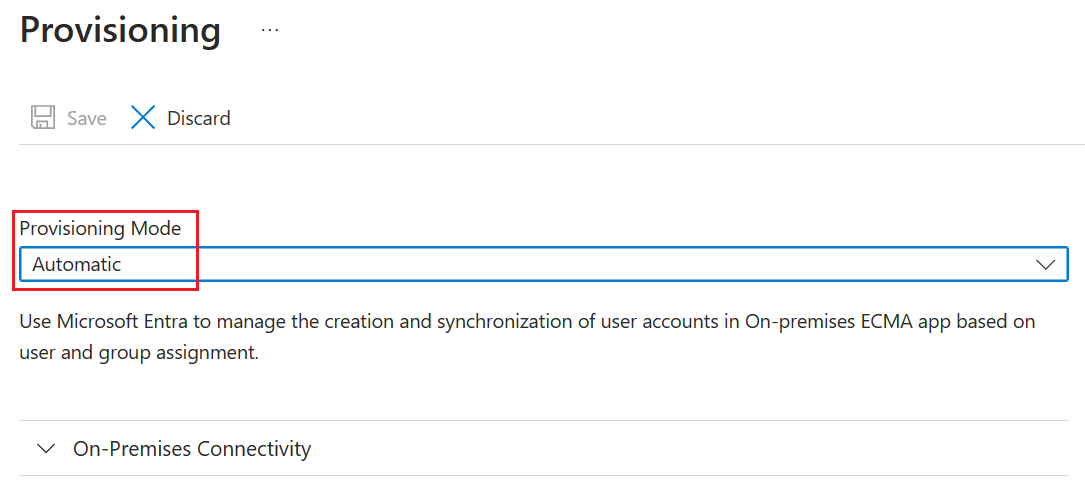 Provisioning ...
Save Discard
Provisioning Mode
Automatic
Use Microsoft Entra to manage the creation and synchronization of user accounts in On-premises ECMA app based on
user and group assignment.
On-Premises Connectivity